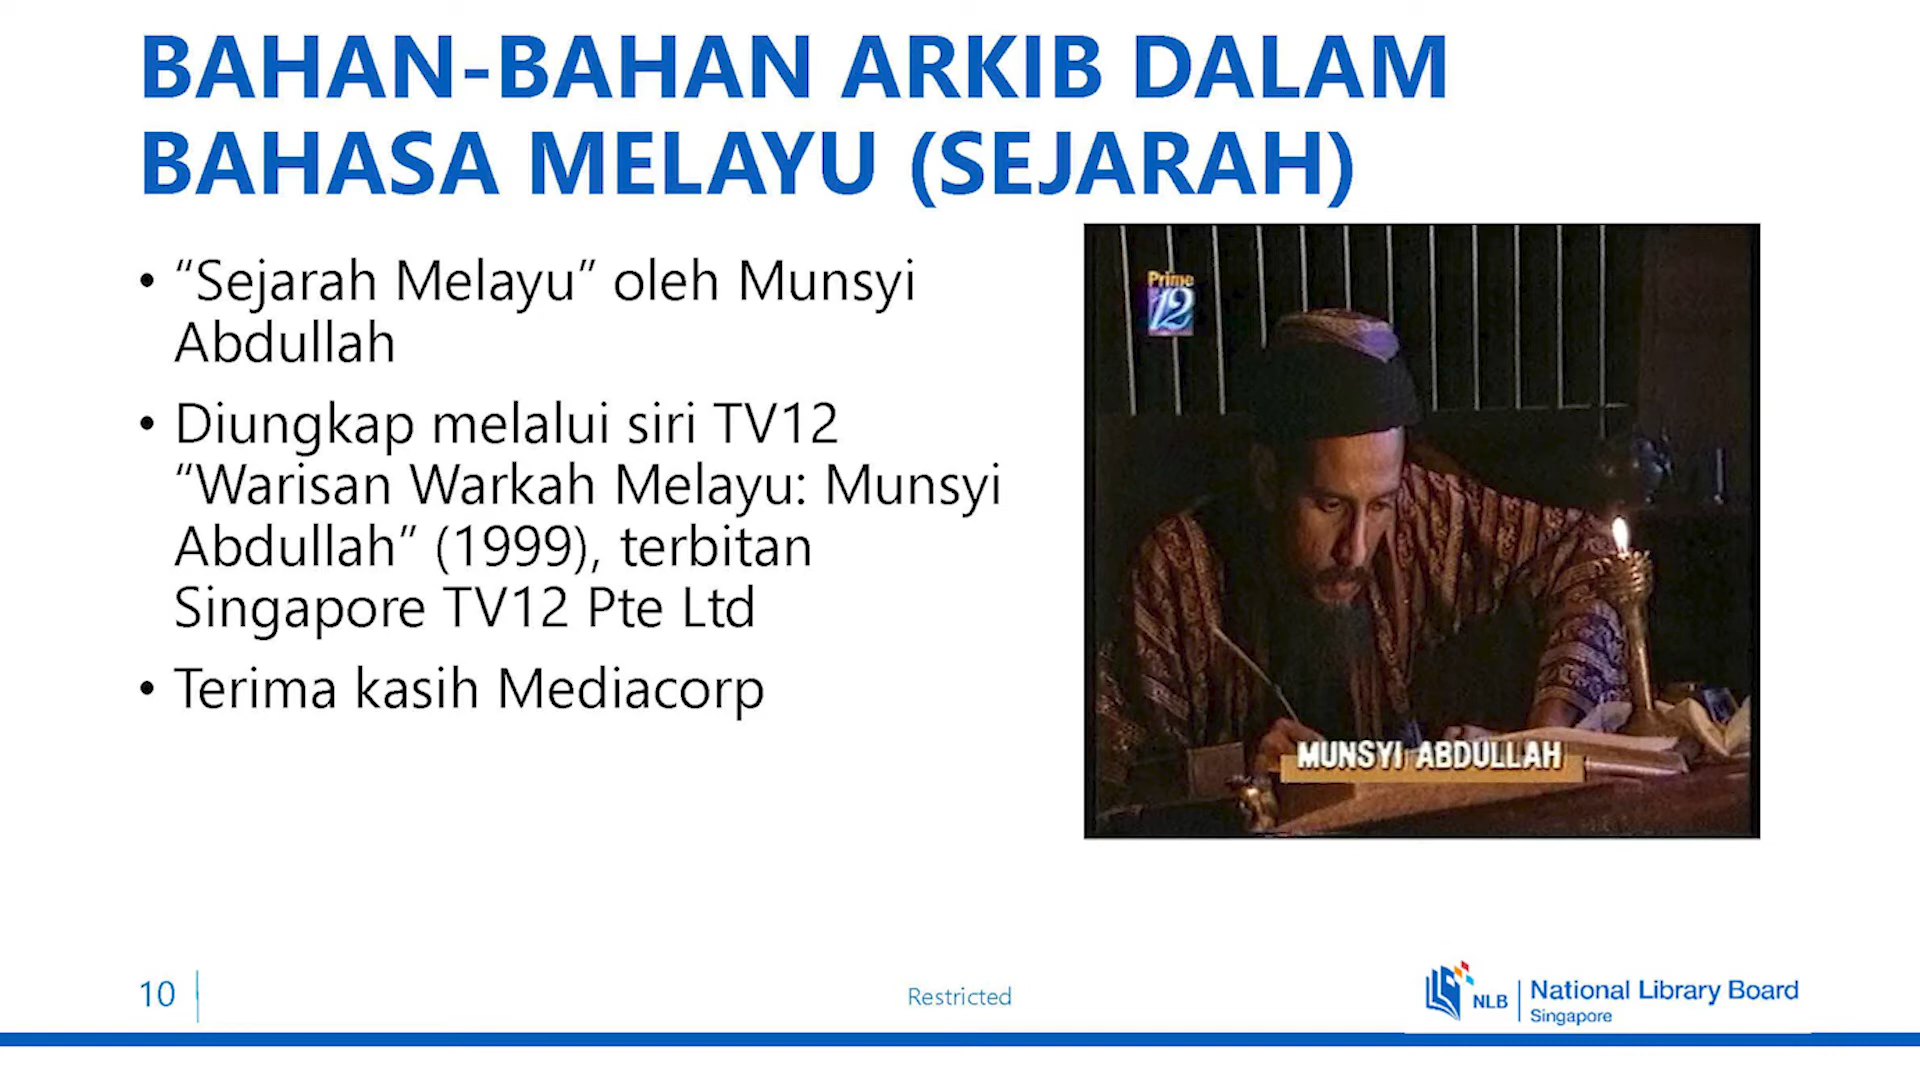 BAHAN-BAHAN ARKIB DALAM
BAHASA MELAYU (SEJARAH)
• “Sejarah Melayu” oleh Munsyi
Abdullah
• Diungkap melalui siri TV12
“Warisan Warkah Melayu: Munsyi
Abdullah” (1999), terbitan
Singapore TV12 Pte Ltd
• Terima kasih Mediacorp
Prime
12
MUNSYI ABDULLAH
10
Restricted
NLB
National Library Board
Singapore